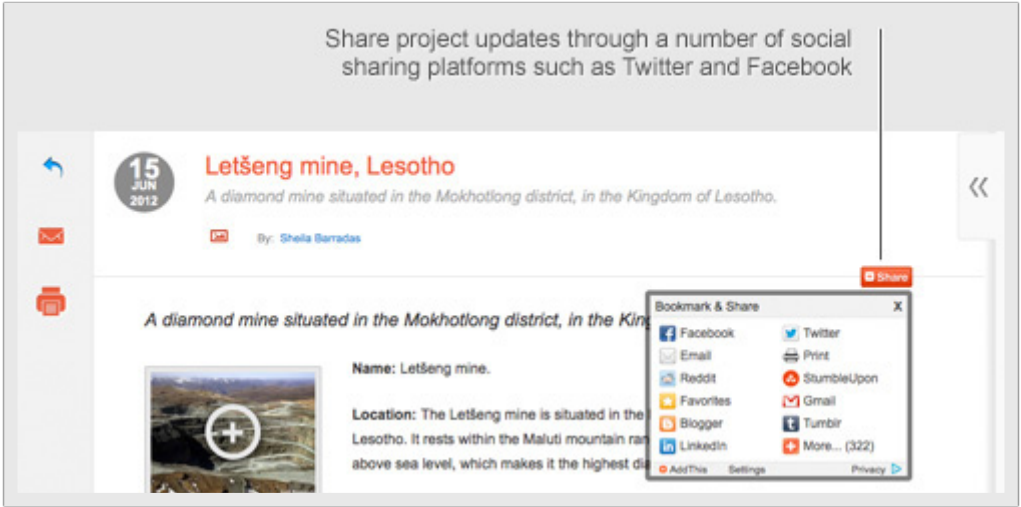 Share project updates through a number of social
sharing platforms such as Twitter and Facebook
15
JUN
2012
Letšeng mine, Lesotho
A diamond mine situated in the Mokhotlong district, in the Kingdom of Lesotho.
By: Sheila Barradas
Share
A diamond mine situated in the Mokhotlong district, in the King
Name: Letšeng mine.
Location: The Letšeng mine is situated in the
Lesotho. It rests within the Maluti mountain ran
above sea level, which makes it the highest dia
Bookmark & Share X
Facebook Twitter
Email Print
Reddit StumbleUpon
Favorites Gmail
Blogger Tumblr
LinkedIn More... (322)
AddThis Settings Privacy